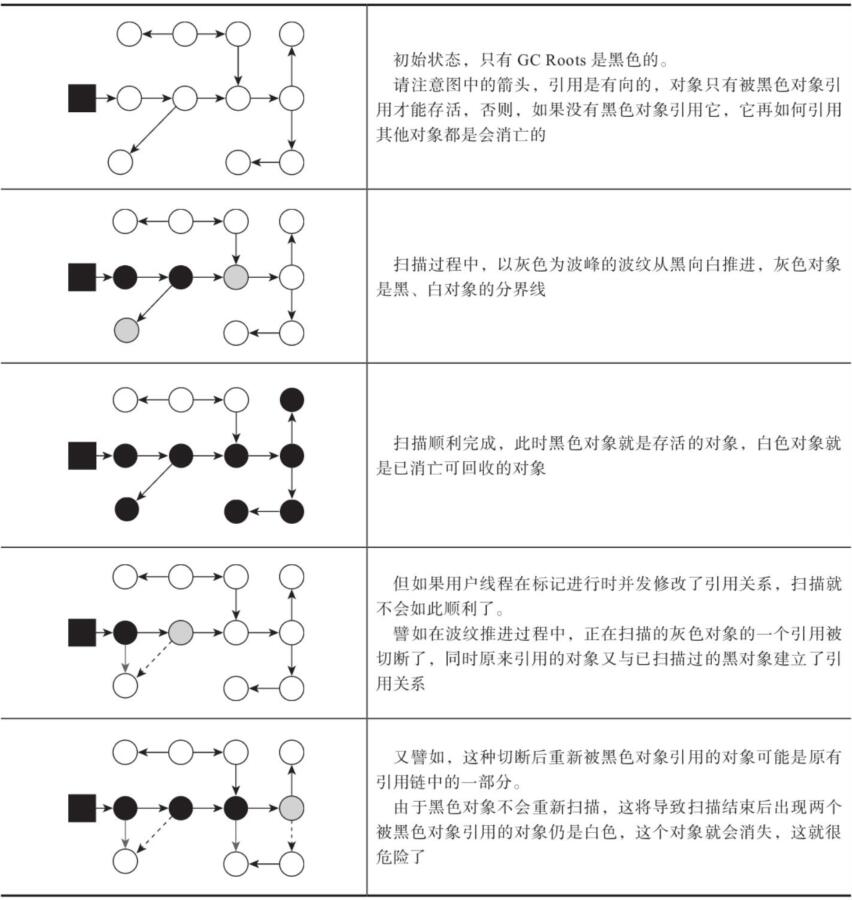 初始状态，只有 GC Roots 是黑色的。
请注意图中的箭头，引用是有向的，对象只有被黑色对象引
用才能存活，否则，如果没有黑色对象引用它，它再如何引用
其他对象都是会消亡的
扫描过程中，以灰色为波峰的波纹从黑向白推进，灰色对象
是黑、白对象的分界线
扫描顺利完成，此时黑色对象就是存活的对象，白色对象就
是已消亡可回收的对象
但如果用户线程在标记进行时并发修改了引用关系，扫描就
不会如此顺利了。
譬如在波纹推进过程中，正在扫描的灰色对象的一个引用被
切断了，同时原来引用的对象又与已扫描过的黑对象建立了引
用关系
又譬如，这种切断后重新被黑色对象引用的对象可能是原有
引用链中的一部分。
由于黑色对象不会重新扫描，这将导致扫描结束后出现两个
被黑色对象引用的对象仍是白色，这个对象就会消失，这就很
危险了